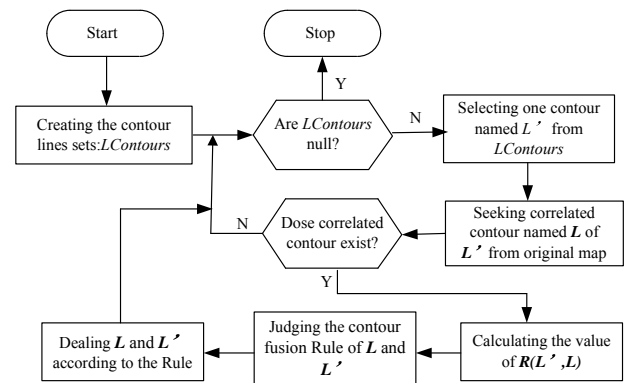 Start
Stop
Y
Creating the contour
lines sets:LContours
Are LContours
null?
N
Selecting one contour
named L’ from
LContours
Dose correlated
contour exist?
N
Y
Seeking correlated
contour named L of
L’ from original map
Dealing L and L’
according to the Rule
Judging the contour
fusion Rule of L and
L’
Calculating the value
of R(L’,L)